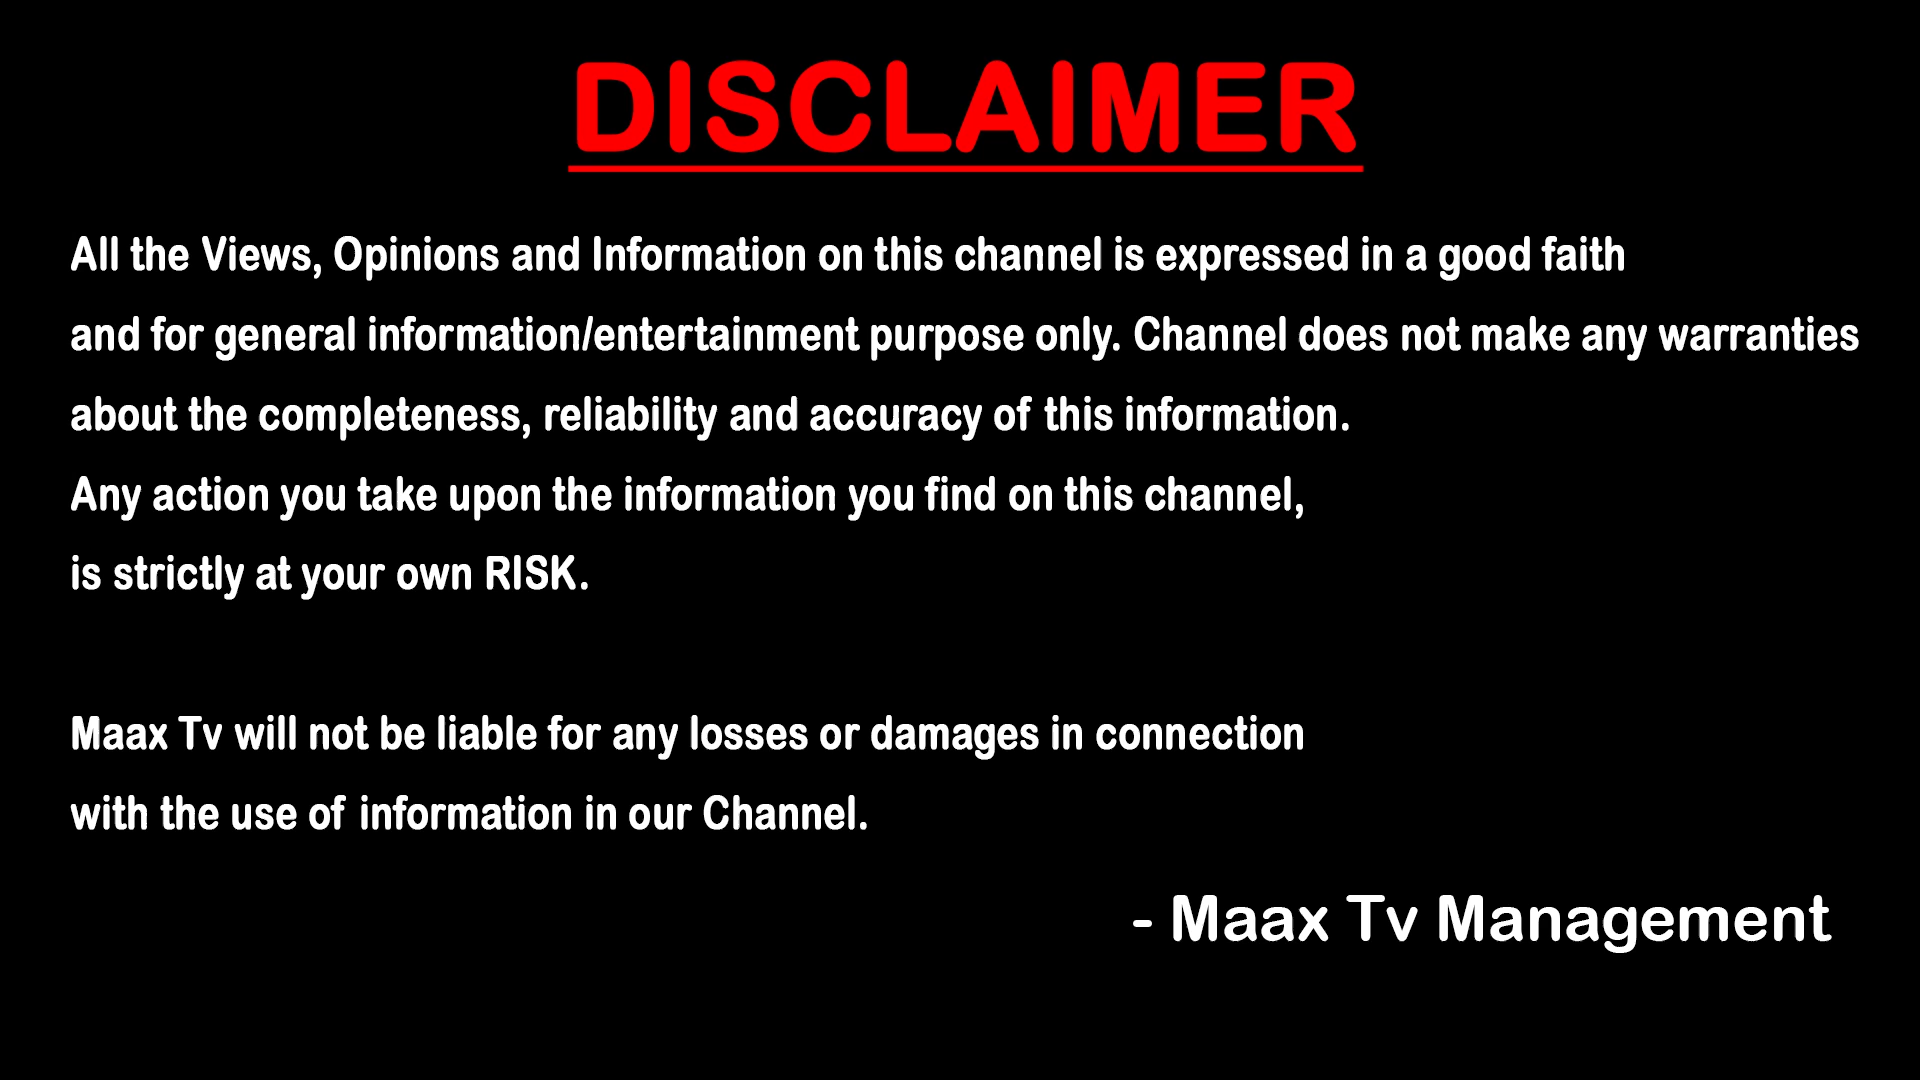 DISCLAIMER
All the Views, Opinions and Information on this channel is expressed in a good faith
and for general information/entertainment purpose only. Channel does not make any warranties
about the completeness, reliability and accuracy of this information.
Any action you take upon the information you find on this channel,
is strictly at your own RISK.
Maax Tv will not be liable for any losses or damages in connection
with the use of information in our Channel.
- Maax Tv Management